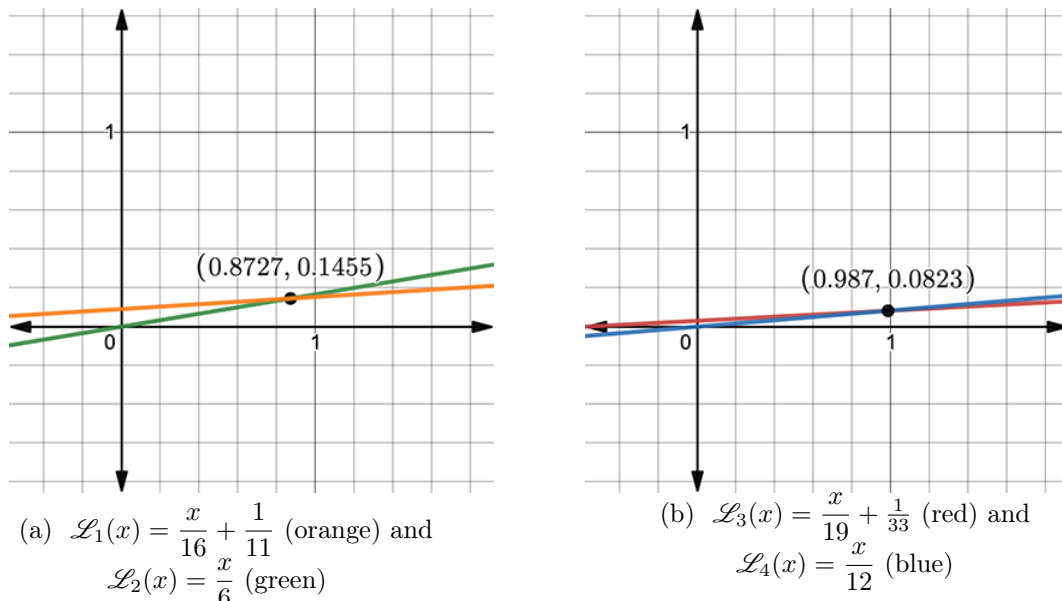 1
(0.8727, 0.1455)
0
1
(a) ℒ₁(x) = x/16 + 1/11 (orange) and
ℒ₂(x) = x/6 (green)
1
(0.987, 0.0823)
0
1
(b) ℒ₃(x) = x/19 + 1/33 (red) and
ℒ₄(x) = x/12 (blue)